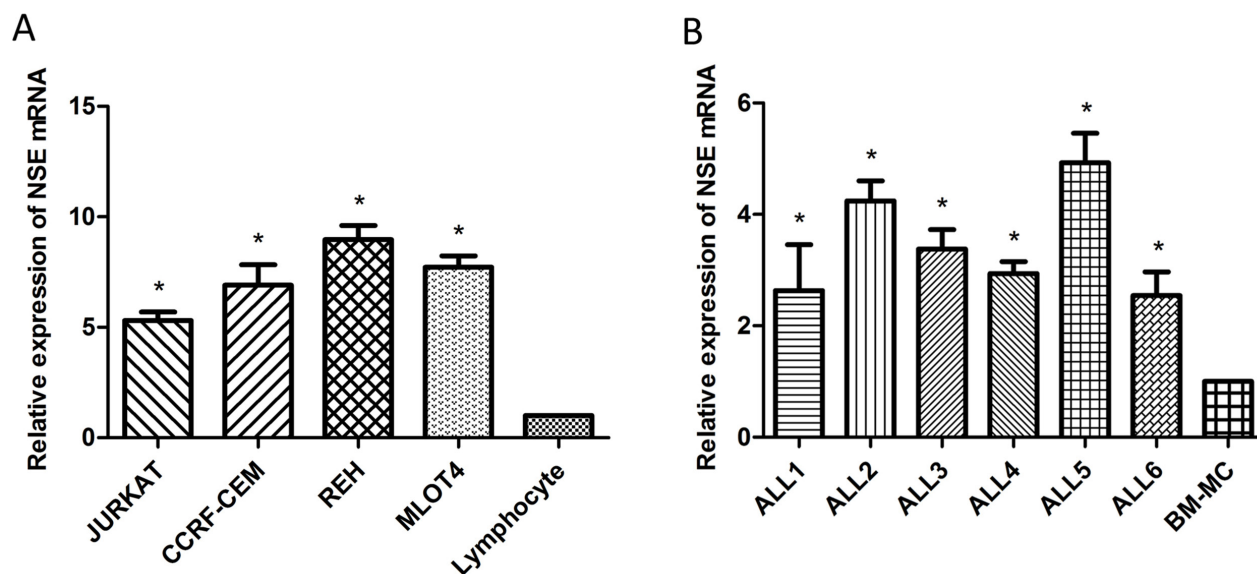 A
Relative expression of NSE mRNA
15
10
5
0
*
*
*
*
JURKAT
CCRF-CEM
REH
MLOT4
Lymphocyte
B
Relative expression of NSE mRNA
6
4
2
0
*
*
*
*
*
*
ALL1
ALL2
ALL3
ALL4
ALL5
ALL6
BM-MC